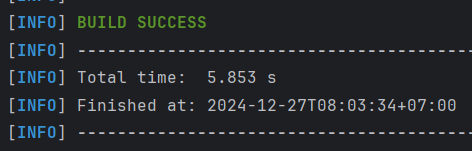 [INFO] BUILD SUCCESS
[INFO] ------------------------------------------
[INFO] Total time:  5.853 s
[INFO] Finished at: 2024-12-27T08:03:34+07:00
[INFO] ------------------------------------------